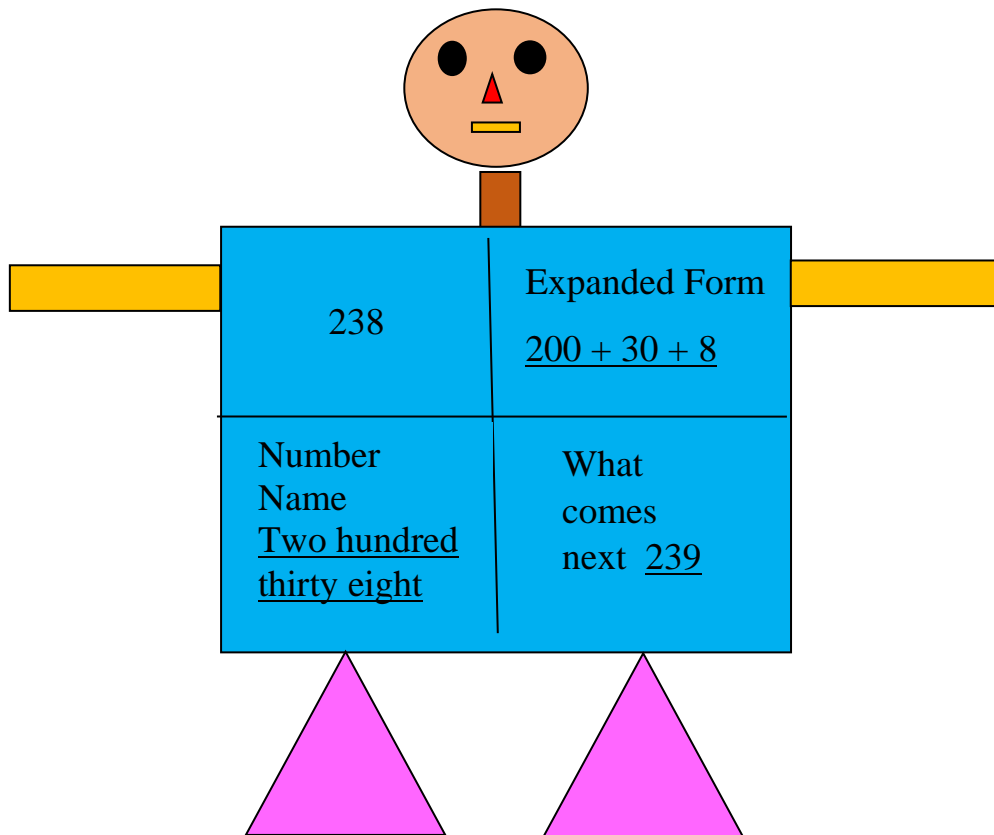 238
Expanded Form
200 + 30 + 8
Number
Name
Two hundred
thirty eight
What
comes
next 239